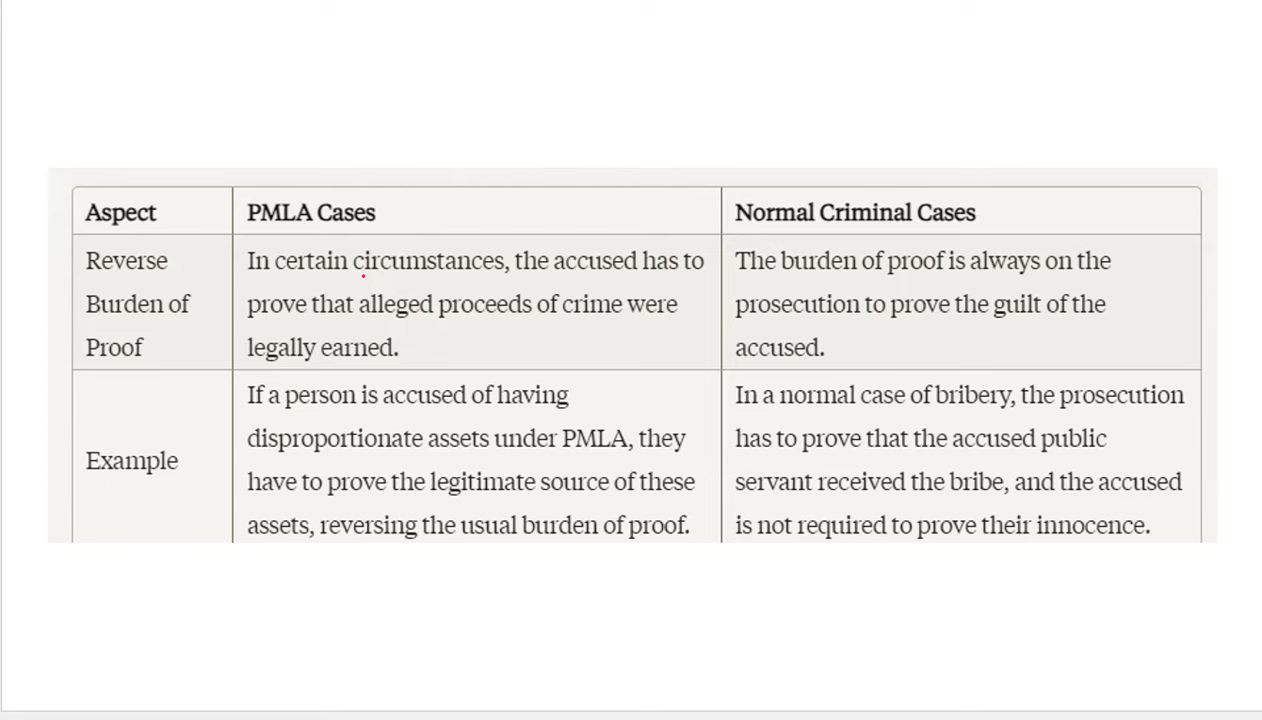 Aspect
PMLA Cases
Normal Criminal Cases
Reverse
Burden of
Proof
In certain circumstances, the accused has to
prove that alleged proceeds of crime were
legally earned.
The burden of proof is always on the
prosecution to prove the guilt of the
accused.
Example
If a person is accused of having
disproportionate assets under PMLA, they
have to prove the legitimate source of these
assets, reversing the usual burden of proof.
In a normal case of bribery, the prosecution
has to prove that the accused public
servant received the bribe, and the accused
is not required to prove their innocence.